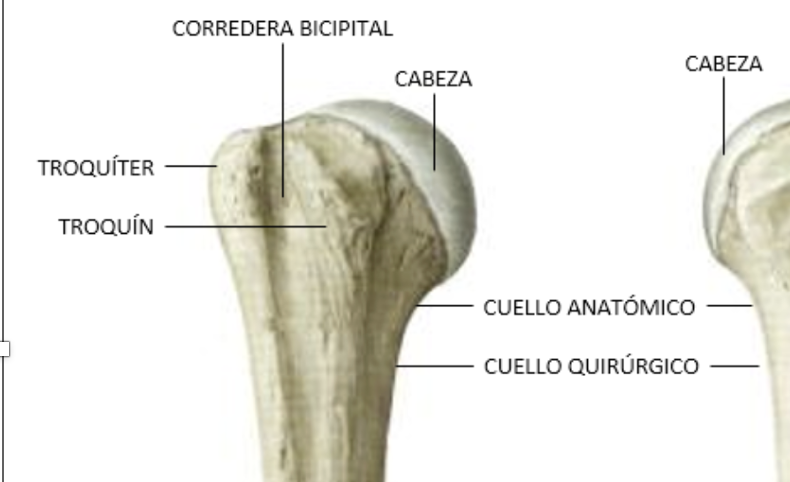 CORREDERA BICIPITAL
CABEZA
CABEZA
TROQUÍTER
TROQUÍN
CUELLO ANATÓMICO
CUELLO QUIRÚRGICO